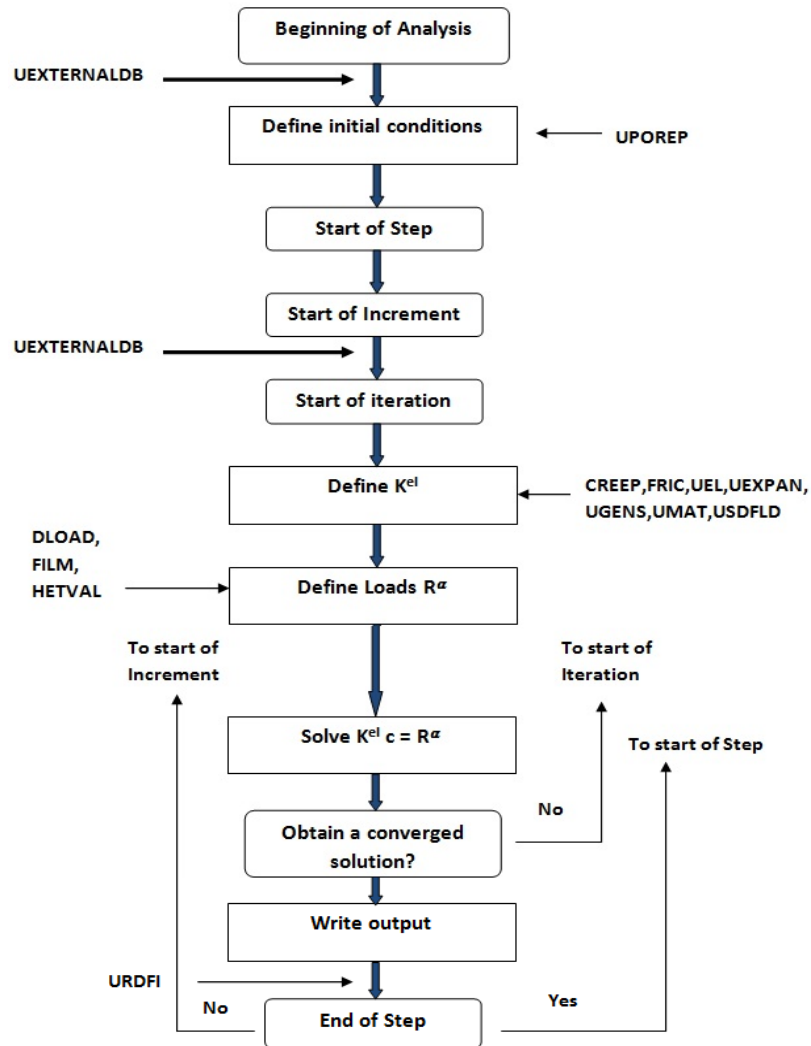 Beginning of Analysis
UEXTERNALDB
Define initial conditions
UPOREP
Start of Step
Start of Increment
UEXTERNALDB
Start of iteration
Define Kᵉˡ
CREEP,FRIC,UEL,UEXPAN,
UGENS,UMAT,USDFLD
DLOAD,
FILM,
HETVAL
Define Loads Rᵅ
To start of
Increment
To start of
Iteration
Solve Kᵉˡ c = Rᵅ
To start of Step
No
Obtain a converged
solution?
Write output
URDFI
No
Yes
End of Step